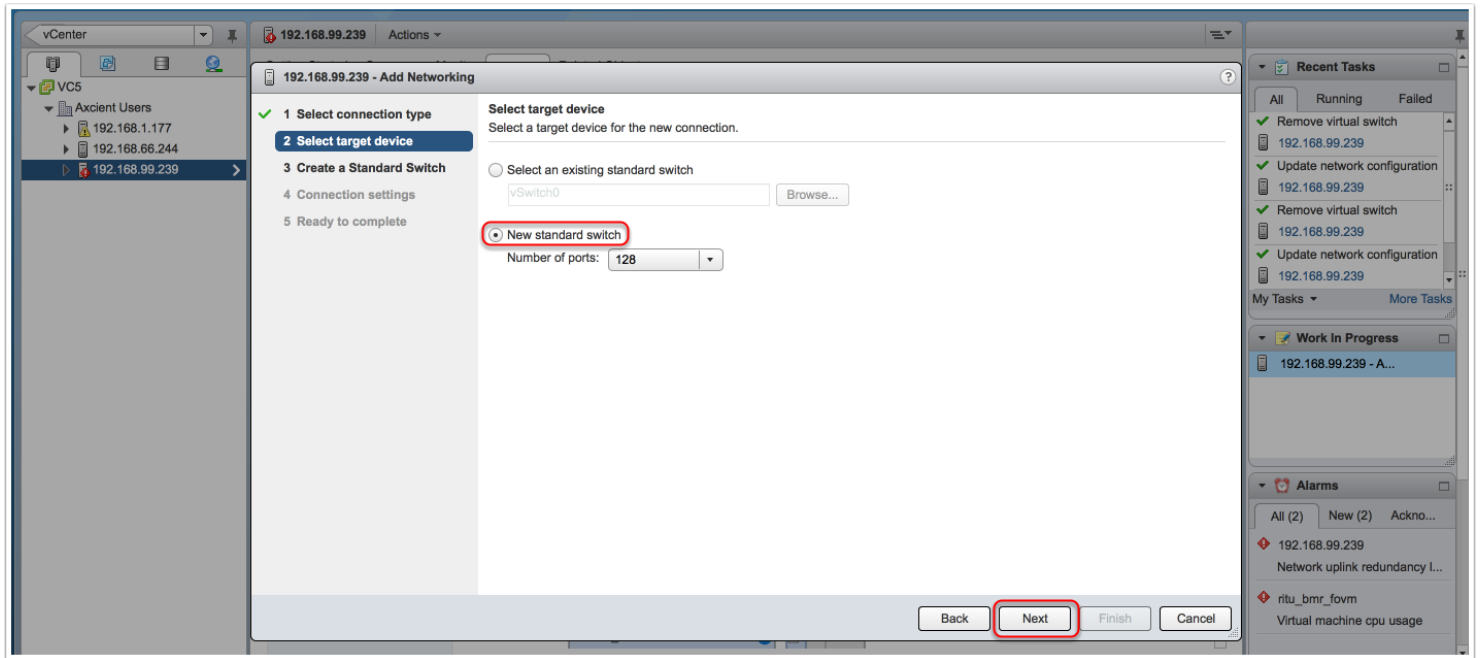 vCenter
VC5
Axcient Users
192.168.1.177
192.168.66.244
192.168.99.239
192.168.99.239 Actions
192.168.99.239 - Add Networking
?
1 Select connection type
2 Select target device
3 Create a Standard Switch
4 Connection settings
5 Ready to complete
Select target device
Select a target device for the new connection.
Select an existing standard switch
vSwitch0 Browse...
New standard switch
Number of ports: 128
Back Next Finish Cancel
Recent Tasks
All Running Failed
Remove virtual switch
192.168.99.239
Update network configuration
192.168.99.239
Remove virtual switch
192.168.99.239
Update network configuration
192.168.99.239
My Tasks More Tasks
Work In Progress
192.168.99.239 - A...
Alarms
All (2) New (2) Ackno...
192.168.99.239
Network uplink redundancy l...
ritu_bmr_fovm
Virtual machine cpu usage